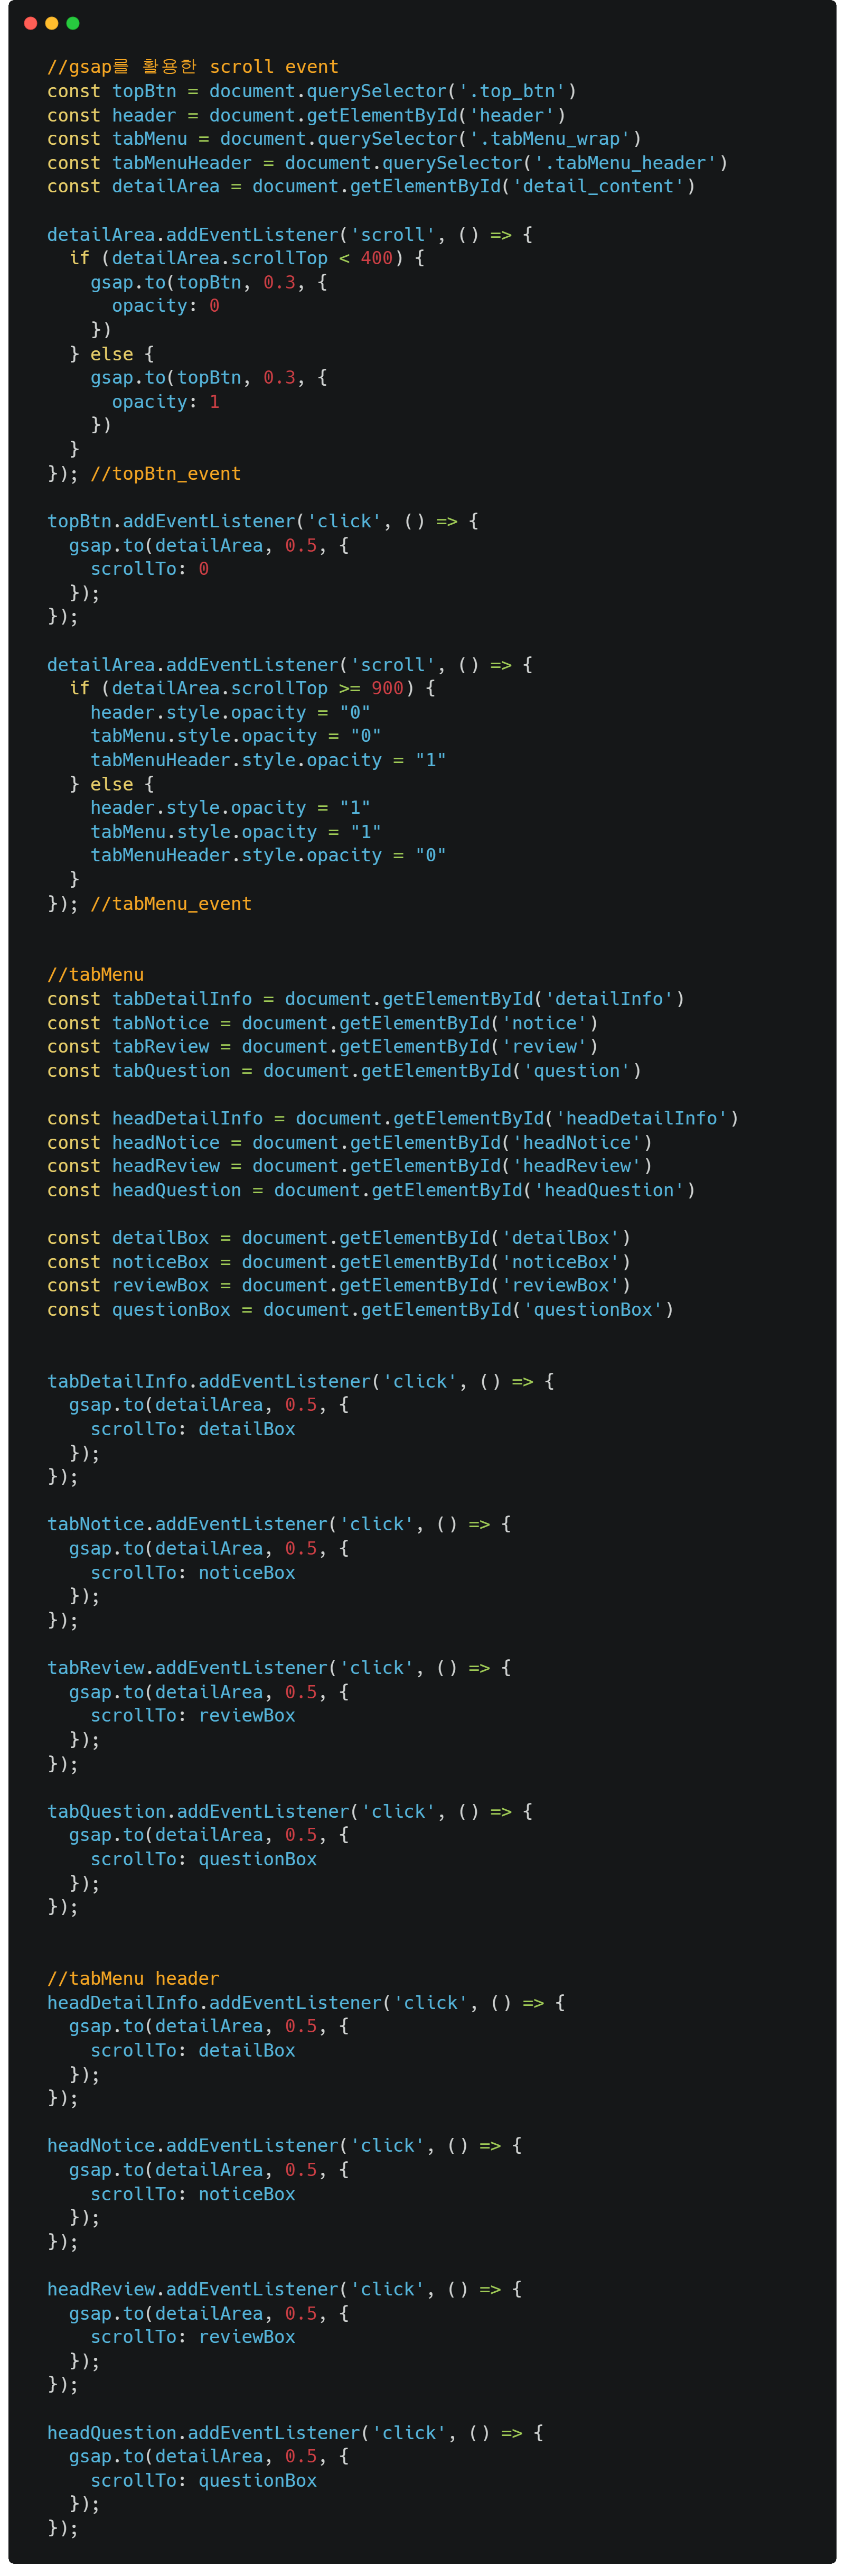 //gsap를 활용한 scroll event
const topBtn = document.querySelector('.top_btn')
const header = document.getElementById('header')
const tabMenu = document.querySelector('.tabMenu_wrap')
const tabMenuHeader = document.querySelector('.tabMenu_header')
const detailArea = document.getElementById('detail_content')

detailArea.addEventListener('scroll', () => {
  if (detailArea.scrollTop < 400) {
    gsap.to(topBtn, 0.3, {
      opacity: 0
    })
  } else {
    gsap.to(topBtn, 0.3, {
      opacity: 1
    })
  }
}); //topBtn_event

topBtn.addEventListener('click', () => {
  gsap.to(detailArea, 0.5, {
    scrollTo: 0
  });
});

detailArea.addEventListener('scroll', () => {
  if (detailArea.scrollTop >= 900) {
    header.style.opacity = "0"
    tabMenu.style.opacity = "0"
    tabMenuHeader.style.opacity = "1"
  } else {
    header.style.opacity = "1"
    tabMenu.style.opacity = "1"
    tabMenuHeader.style.opacity = "0"
  }
}); //tabMenu_event


//tabMenu
const tabDetailInfo = document.getElementById('detailInfo')
const tabNotice = document.getElementById('notice')
const tabReview = document.getElementById('review')
const tabQuestion = document.getElementById('question')

const headDetailInfo = document.getElementById('headDetailInfo')
const headNotice = document.getElementById('headNotice')
const headReview = document.getElementById('headReview')
const headQuestion = document.getElementById('headQuestion')

const detailBox = document.getElementById('detailBox')
const noticeBox = document.getElementById('noticeBox')
const reviewBox = document.getElementById('reviewBox')
const questionBox = document.getElementById('questionBox')


tabDetailInfo.addEventListener('click', () => {
  gsap.to(detailArea, 0.5, {
    scrollTo: detailBox
  });
});

tabNotice.addEventListener('click', () => {
  gsap.to(detailArea, 0.5, {
    scrollTo: noticeBox
  });
});

tabReview.addEventListener('click', () => {
  gsap.to(detailArea, 0.5, {
    scrollTo: reviewBox
  });
});

tabQuestion.addEventListener('click', () => {
  gsap.to(detailArea, 0.5, {
    scrollTo: questionBox
  });
});


//tabMenu header
headDetailInfo.addEventListener('click', () => {
  gsap.to(detailArea, 0.5, {
    scrollTo: detailBox
  });
});

headNotice.addEventListener('click', () => {
  gsap.to(detailArea, 0.5, {
    scrollTo: noticeBox
  });
});

headReview.addEventListener('click', () => {
  gsap.to(detailArea, 0.5, {
    scrollTo: reviewBox
  });
});

headQuestion.addEventListener('click', () => {
  gsap.to(detailArea, 0.5, {
    scrollTo: questionBox
  });
});